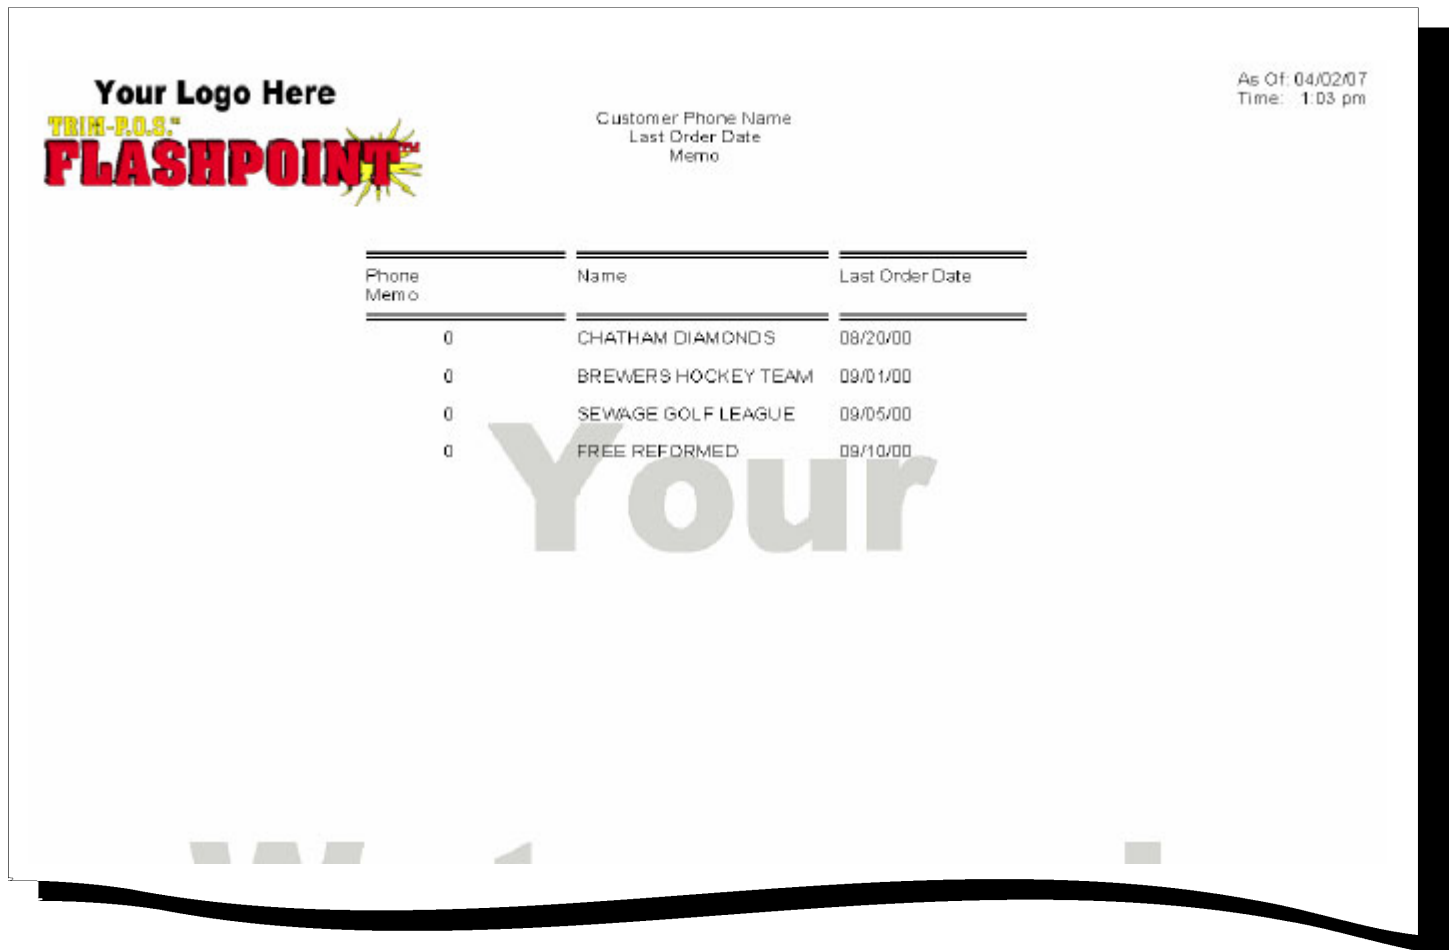 Your Logo Here
TRIM-P.O.S.™
FLASHPOINT™
As Of: 04/02/07
Time: 1:03 pm
Customer Phone Name
Last Order Date
Memo
Phone Name Last Order Date
Memo
0 CHATHAM DIAMONDS 08/20/00
0 BREWERS HOCKEY TEAM 09/01/00
0 SEWAGE GOLF LEAGUE 09/05/00
0 FREE REFORMED 09/10/00
Your